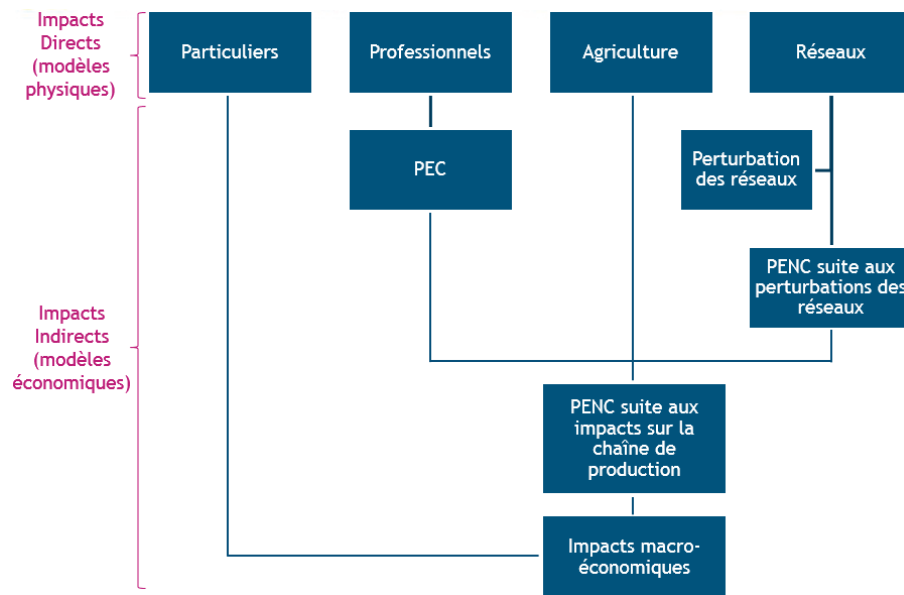 Impacts
Directs
(modèles
physiques)
Particuliers
Professionnels
Agriculture
Réseaux
PEC
Perturbation
des réseaux
PENC suite aux
perturbations des
réseaux
Impacts
Indirects
(modèles
économiques)
PENC suite aux
impacts sur la
chaîne de
production
Impacts macro-
économiques